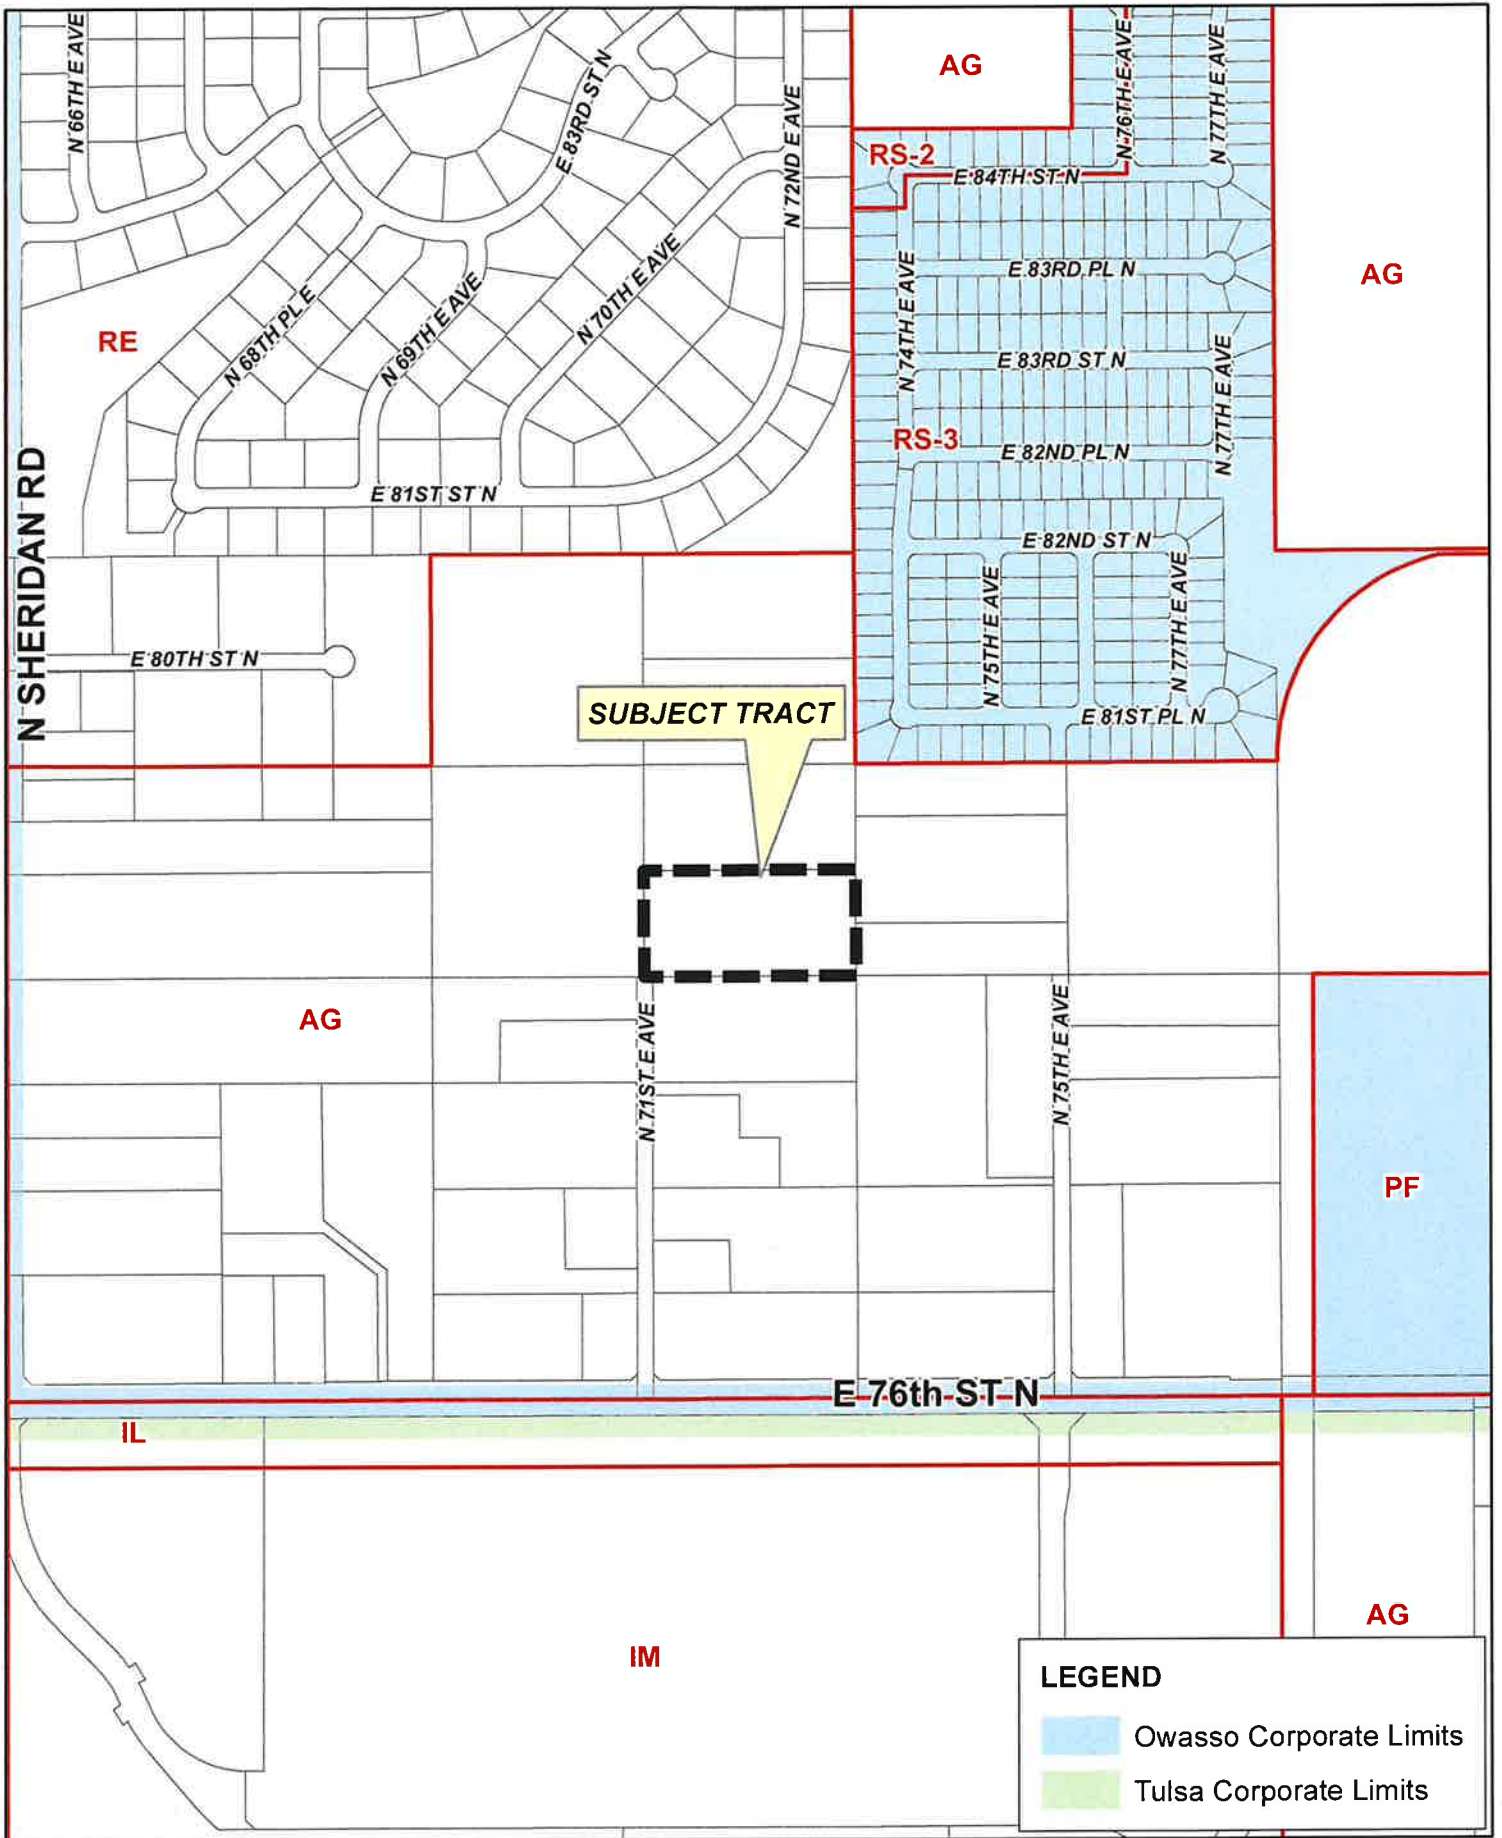 N 66TH E AVE
E 83RD ST N
N 72ND E AVE
AG
N 76TH E AVE
N 77TH E AVE
RS-2
E 84TH ST N
N 74TH E AVE
E 83RD PL N
AG
RE
N 68TH PL E
N 69TH E AVE
N 70TH E AVE
E 83RD ST N
N 77TH E AVE
RS-3
E 82ND PL N
E 81ST ST N
N SHERIDAN RD
E 82ND ST N
N 75TH E AVE
N 77TH E AVE
E 80TH ST N
SUBJECT TRACT
E 81ST PL N
AG
N 71ST E AVE
N 75TH E AVE
PF
E 76th ST N
IL
IM
AG
LEGEND
Owasso Corporate Limits
Tulsa Corporate Limits